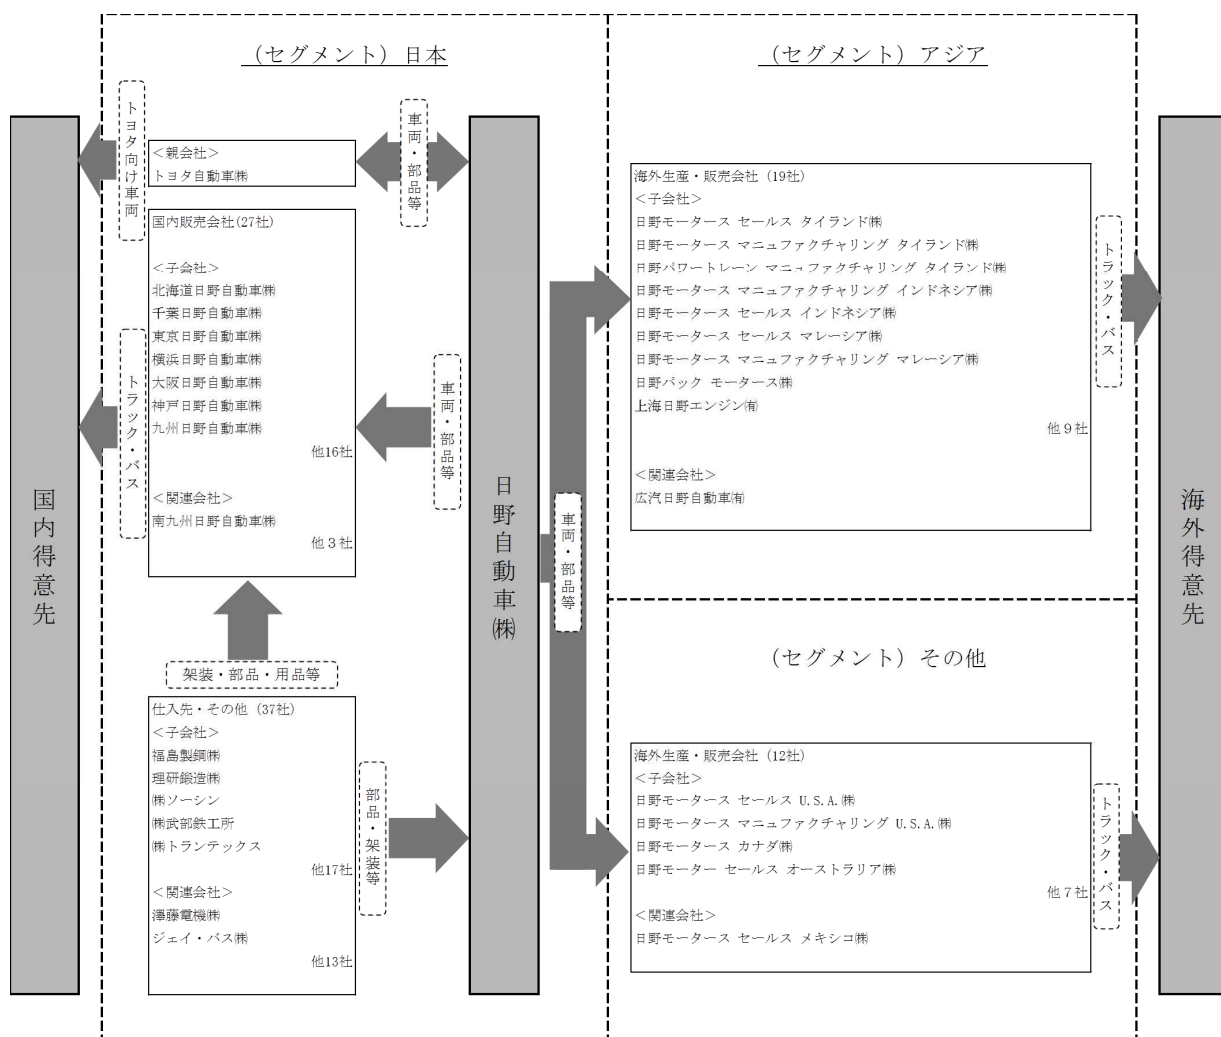 (セグメント) 日本
(セグメント) アジア
国内得意先
トヨタ向け車両
<親会社>
トヨタ自動車㈱
車両・部品等
国内販売会社(27社)
<子会社>
北海道日野自動車㈱
千葉日野自動車㈱
東京日野自動車㈱
横浜日野自動車㈱
大阪日野自動車㈱
神戸日野自動車㈱
九州日野自動車㈱
他16社
<関連会社>
南九州日野自動車㈱
他3社
トラック・バス
車両・部品等
架装・部品・用品等
仕入先・その他 (37社)
<子会社>
福島製鋼㈱
理研鍛造㈱
㈱ソーシン
㈱武部鉄工所
㈱トランテックス
他17社
<関連会社>
澤藤電機㈱
ジェイ・バス㈱
他13社
部品・架装等
日野自動車㈱
車両・部品等
海外生産・販売会社 (19社)
<子会社>
日野モータース セールス タイランド㈱
日野モータース マニュファクチャリング タイランド㈱
日野パワートレーン マニュファクチャリング タイランド㈱
日野モータース マニュファクチャリング インドネシア㈱
日野モータース セールス インドネシア㈱
日野モータース セールス マレーシア㈱
日野モータース マニュファクチャリング マレーシア㈱
日野パック モータース㈱
上海日野エンジン㈲
他9社
<関連会社>
広汽日野自動車㈲
トラック・バス
(セグメント) その他
海外生産・販売会社 (12社)
<子会社>
日野モータース セールス U.S.A.㈱
日野モータース マニュファクチャリング U.S.A.㈱
日野モータース カナダ㈱
日野モーター セールス オーストラリア㈱
他7社
<関連会社>
日野モータース セールス メキシコ㈱
トラック・バス
海外得意先